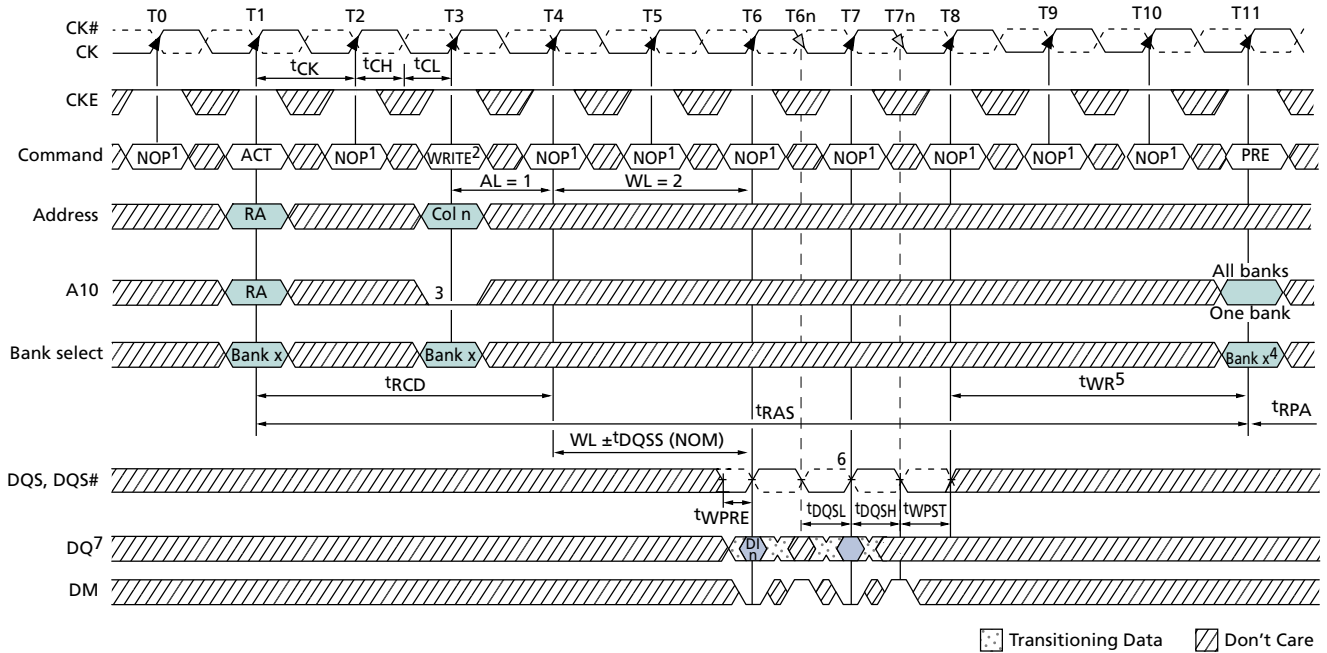 T0 T1 T2 T3 T4 T5 T6 T6n T7 T7n T8 T9 T10 T11
CK#
CK
tCK tCH tCL
CKE
Command NOP1 ACT NOP1 WRITE2 NOP1 NOP1 NOP1 NOP1 NOP1 NOP1 NOP1 PRE
AL = 1 WL = 2
Address RA Col n
All banks
A10 RA 3
One bank
Bank select Bank x Bank x Bank x4
tRCD tWR5
tRAS tRPA
WL ±tDQSS (NOM)
6
DQS, DQS#
tWPRE tDQSL tDQSH tWPST
DQ7 DI
n
DM
Transitioning Data Don't Care